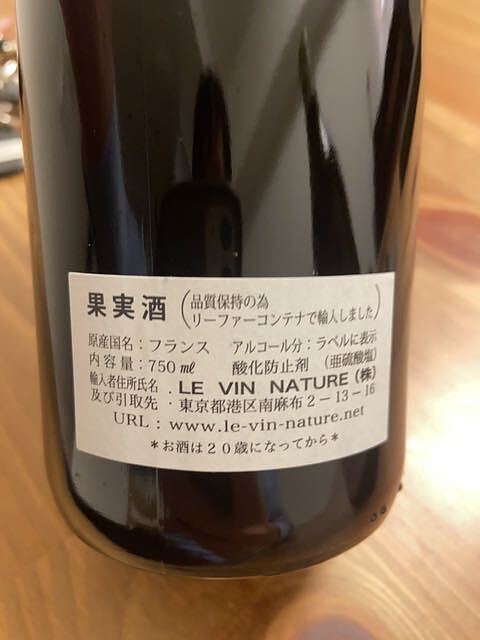 果実酒 (品質保持の為
リーファーコンテナで輸入しました)
原産国名：フランス アルコール分：ラベルに表示
内容量：750㎖ 酸化防止剤 (亜硫酸塩)
輸入者住所氏名．LE VIN NATURE (株)
及び引取先：東京都港区南麻布2－13－16
URL：www.le-vin-nature.net
＊お酒は20歳になってから＊